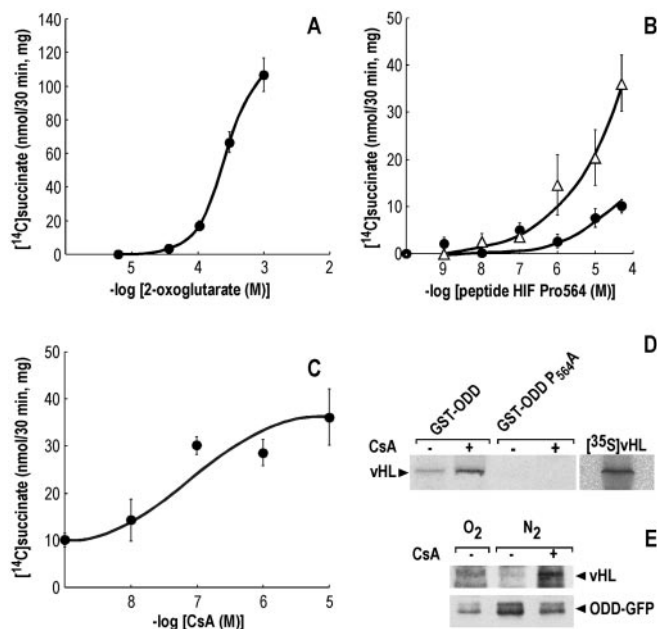 A
[14C]succinate (nmol/30 min, mg)
140
120
100
80
60
40
20
0
5 4 3 2
-log [2-oxoglutarate (M)]
B
[14C]succinate (nmol/30 min, mg)
50
40
30
20
10
0
9 8 7 6 5 4
-log [peptide HIF Pro564 (M)]
C
[14C]succinate (nmol/30 min, mg)
50
40
30
20
10
0
8 7 6 5
-log [CsA (M)]
D
GST-ODD
GST-ODD P564A
CsA - + - + [35S]vHL
vHL
E
O2 N2
CsA - - +
vHL
ODD-GFP